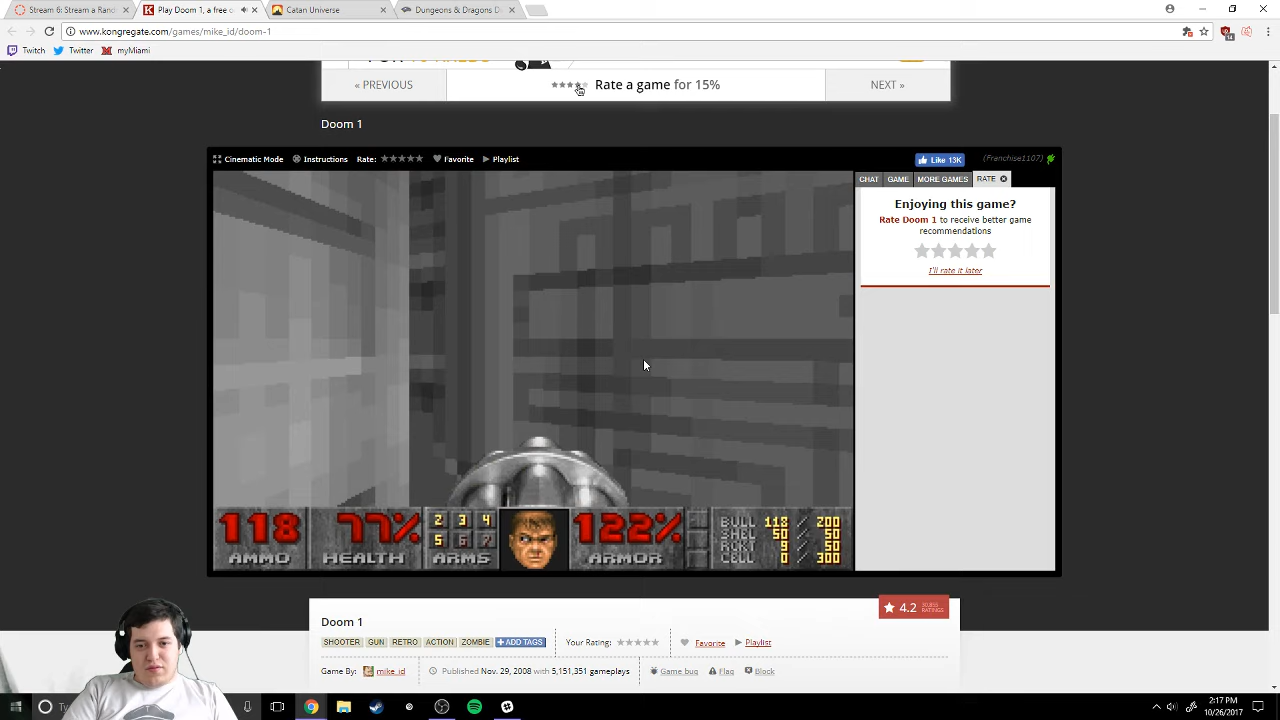 Stream 6: Stream a Rand
Play Doom 1, a free o
Catan Universe
Dungeons & Dragons D
www.kongregate.com/games/mike_id/doom-1
Twitch
Twitter
myMiami
« PREVIOUS
Rate a game for 15%
NEXT »
Doom 1
Cinematic Mode
Instructions
Rate:
Favorite
Playlist
Like 13K
(Franchise1107)
CHAT
GAME
MORE GAMES
RATE
Enjoying this game?
Rate Doom 1 to receive better game
recommendations
I'll rate it later
118
AMMO
77%
HEALTH
2 3 4
5 6 7
ARMS
122%
ARMOR
BULL 118 / 200
SHEL 50 / 50
RCKT 9 / 50
CELL 0 / 300
4.2
RATINGS
Doom 1
SHOOTER
GUN
RETRO
ACTION
ZOMBIE
+ ADD TAGS
Your Rating:
Favorite
Playlist
Game By:
mike_id
Published Nov. 29, 2008 with 5,151,351 gameplays
Game bug
Flag
Block
2:17 PM
10/26/2017